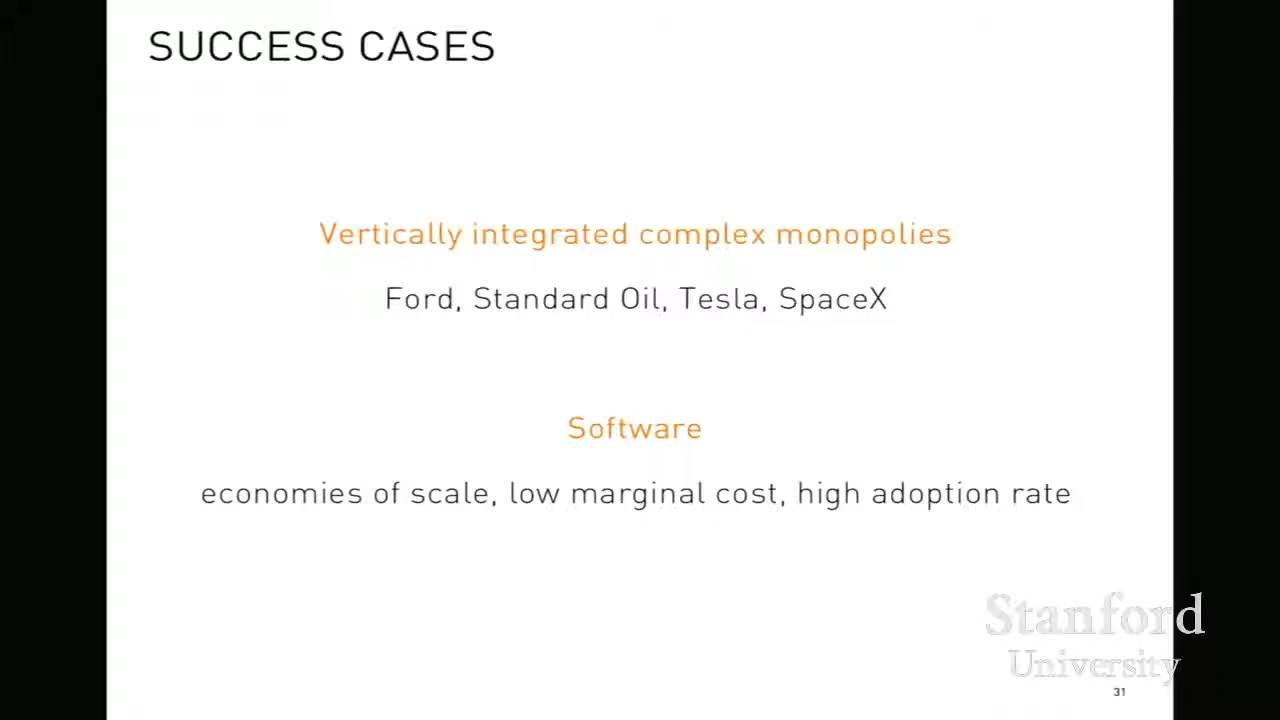 SUCCESS CASES
Vertically integrated complex monopolies
Ford, Standard Oil, Tesla, SpaceX
Software
economies of scale, low marginal cost, high adoption rate
Stanford
University
31